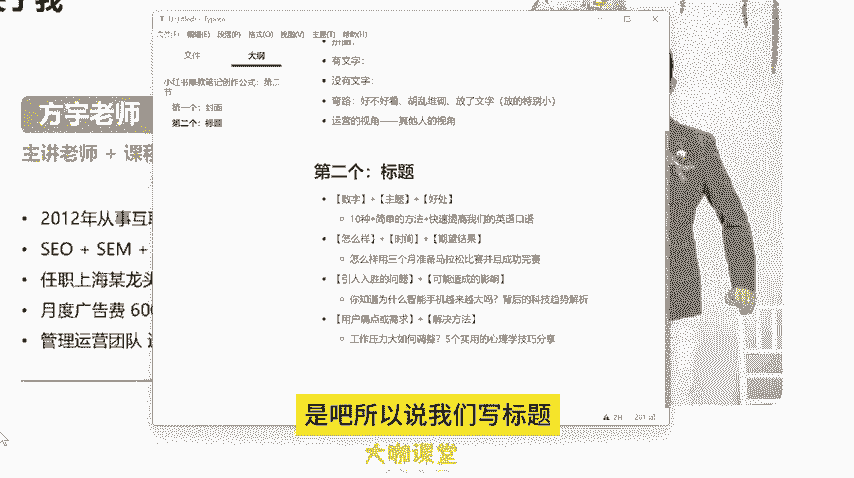 于我
Untitled - Typora
文件(F) 编辑(E) 段落(P) 格式(O) 视图(V) 主题(T) 帮助(H)
文件 大纲
小红书爆款笔记创作公式：第二节
第一个：封面
第二个：标题
拼图：
有文字：
没有文字：
弯路：好不好看、胡乱堆砌、放了文字（放的特别小）
运营的视角——其他人的视角
第二个：标题
【数字】+【主题】+【好处】
10种+简单的方法+快速提高我们的英语口语
【怎么样】+【时间】+【期望结果】
怎么样用三个月准备马拉松比赛并且成功完赛
【引人入胜的问题】+【可能造成的影响】
你知道为什么智能手机越来越大吗？背后的科技趋势解析
【用户痛点或需求】+【解决方法】
工作压力大如何调整？5个实用的心理学技巧分享
方宇老师
主讲老师 + 课程
2012年从事互联
SEO + SEM +
任职上海某龙头
月度广告费 600
管理运营团队
是吧所以说我们写标题
大聊课堂